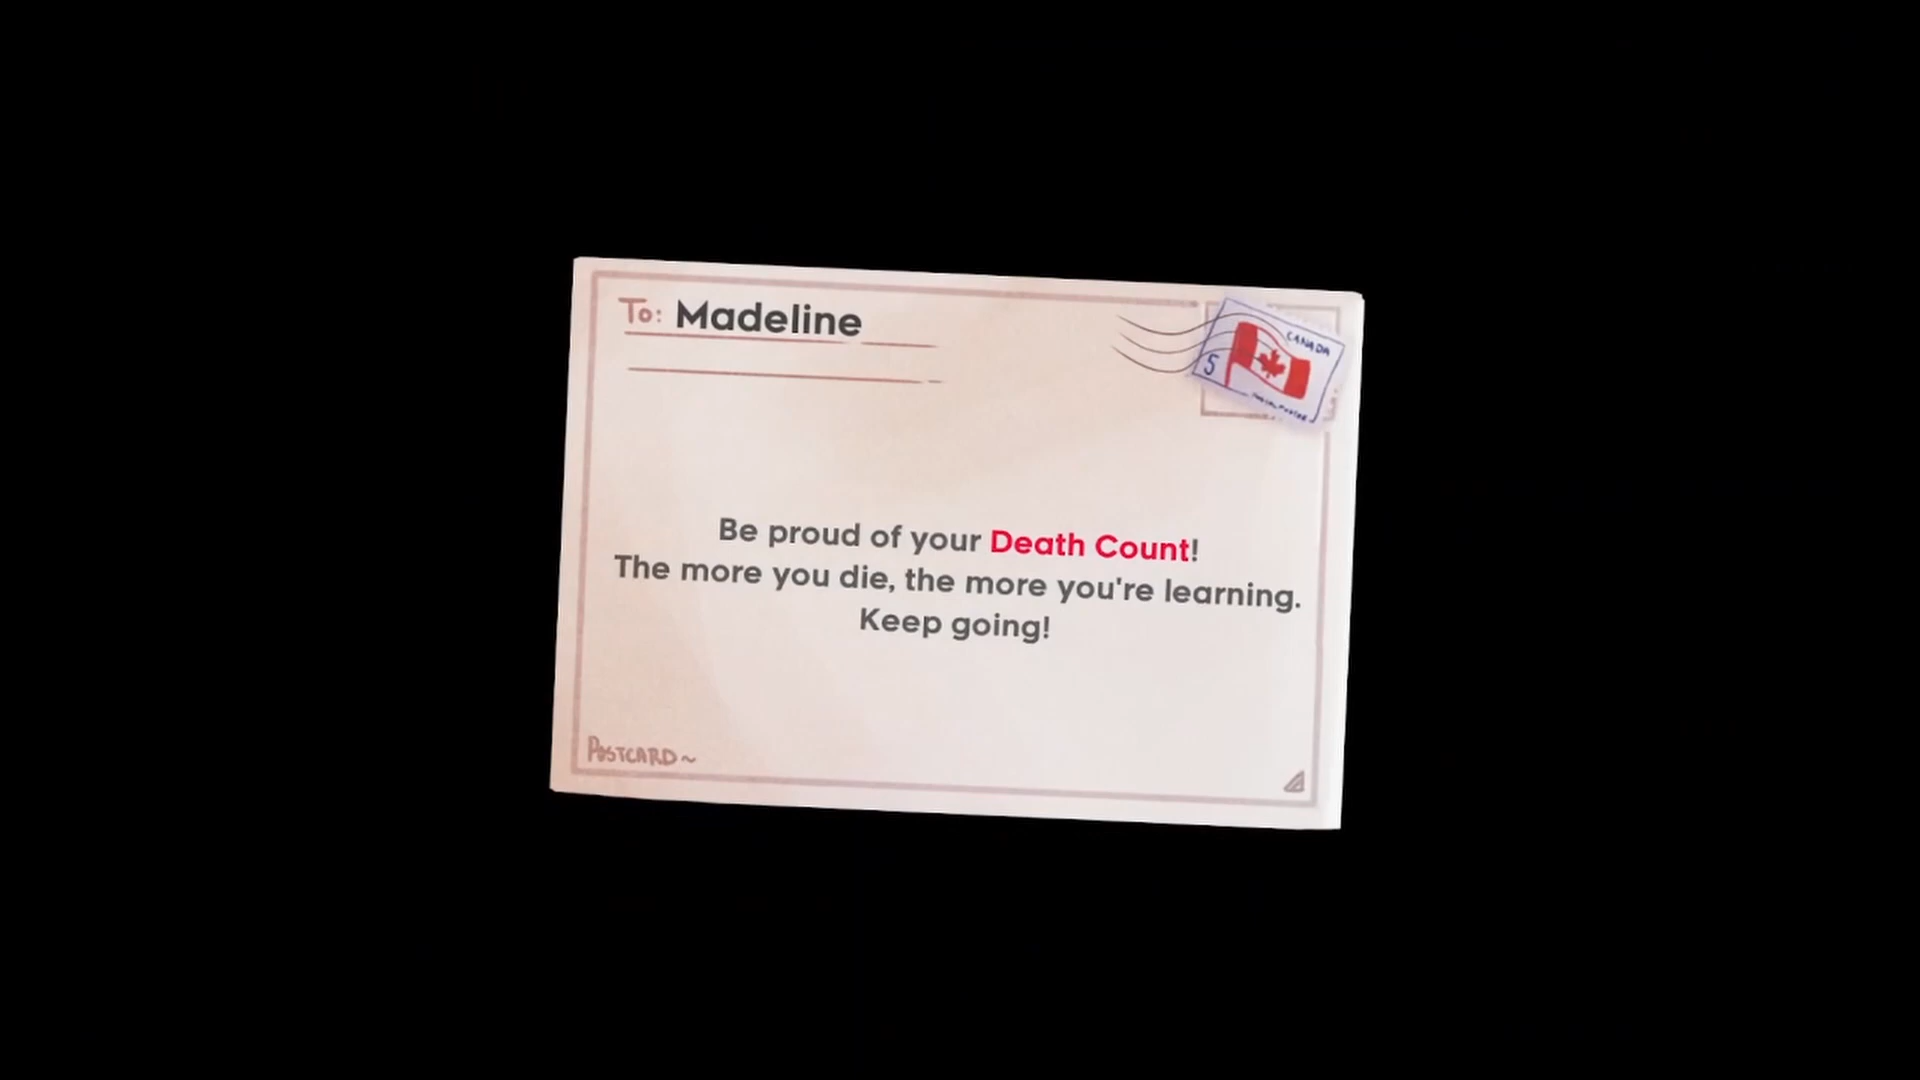 To: Madeline
CANADA
5
Be proud of your Death Count!
The more you die, the more you're learning.
Keep going!
POSTCARD~